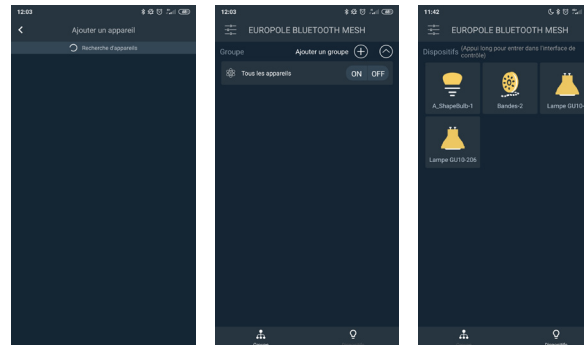 12:03
Ajouter un appareil
Recherche d'appareils
12:03
EUROPOLE BLUETOOTH MESH
Groupe Ajouter un groupe
Tous les appareils ON OFF
11:42
EUROPOLE BLUETOOTH MESH
Dispositifs (Appui long pour entrer dans l'interface de contrôle)
A_ShapeBulb-1 Bandes-2 Lampe GU10-
Lampe GU10-206